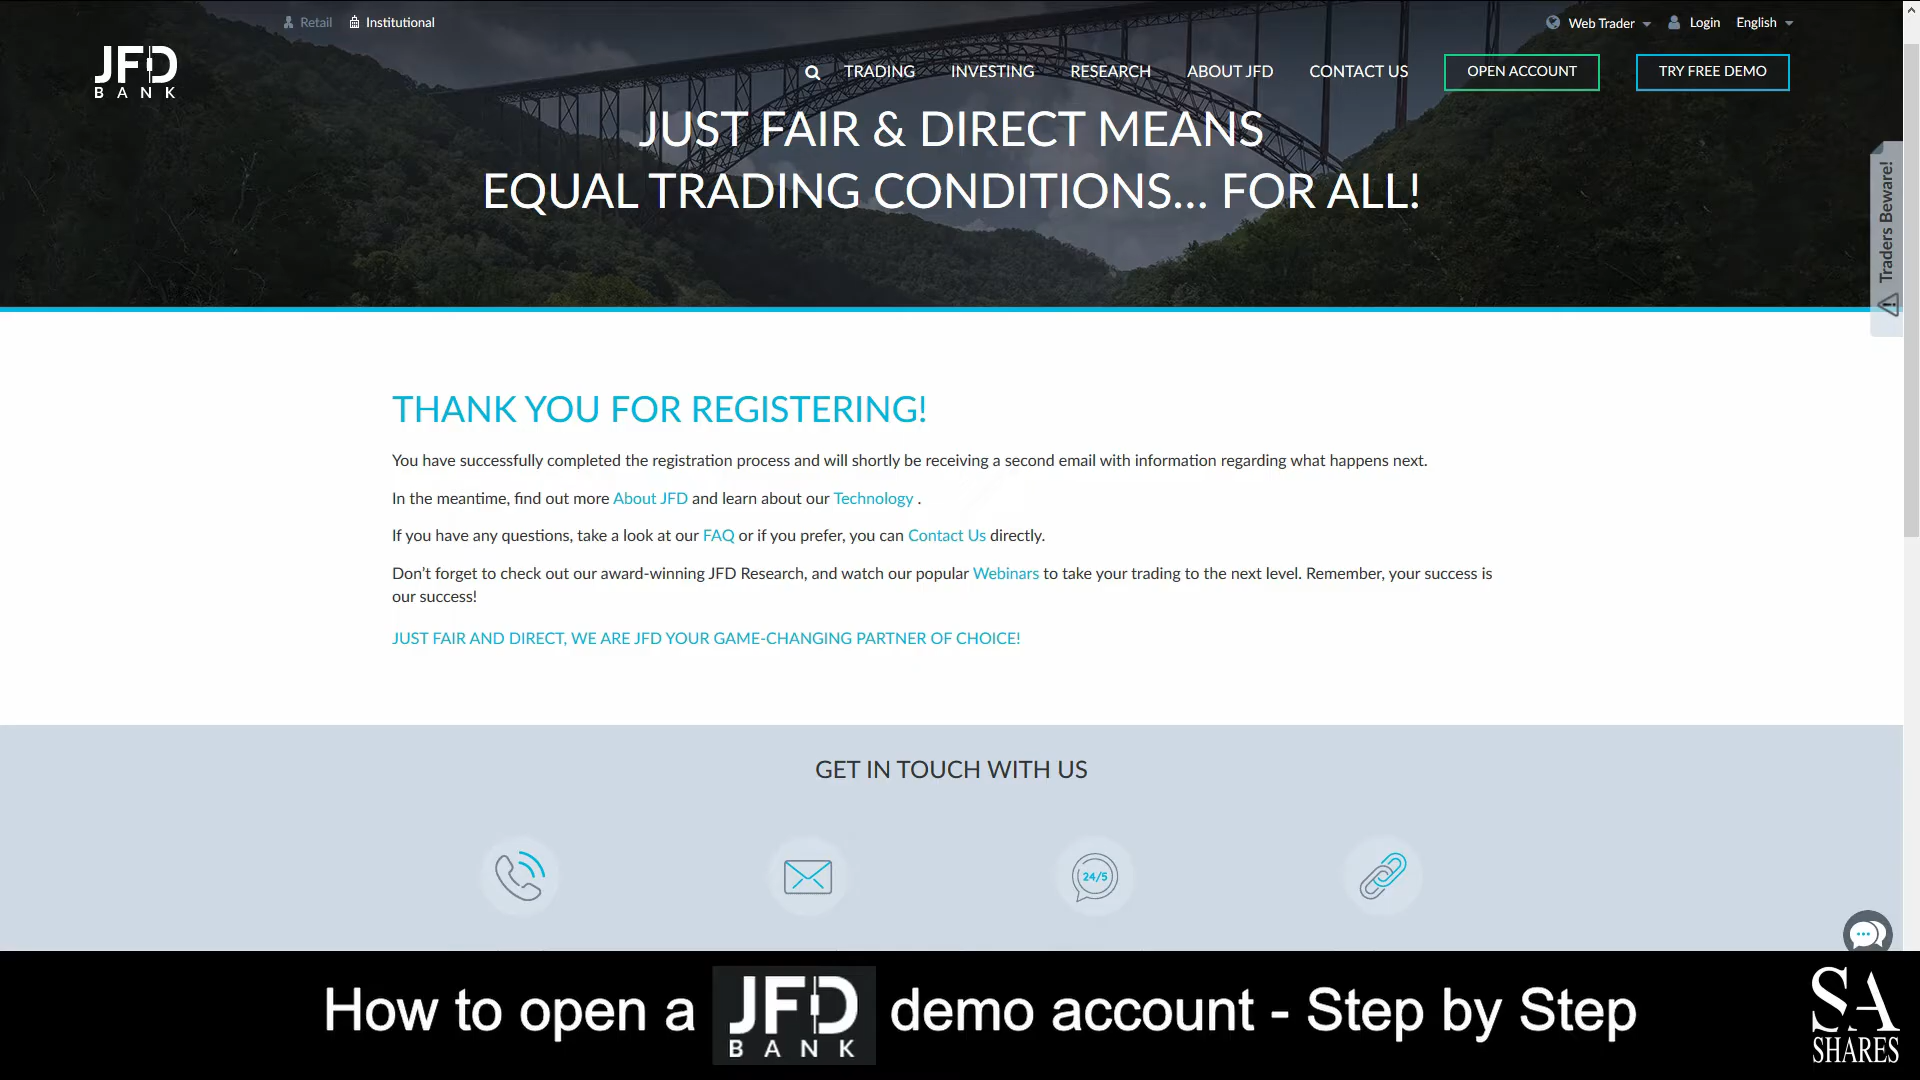 Retail
Institutional
Web Trader
Login
English
JFD
BANK
TRADING
INVESTING
RESEARCH
ABOUT JFD
CONTACT US
OPEN ACCOUNT
TRY FREE DEMO
JUST FAIR & DIRECT MEANS
EQUAL TRADING CONDITIONS... FOR ALL!
Traders Beware!
THANK YOU FOR REGISTERING!
You have successfully completed the registration process and will shortly be receiving a second email with information regarding what happens next.
In the meantime, find out more About JFD and learn about our Technology .
If you have any questions, take a look at our FAQ or if you prefer, you can Contact Us directly.
Don't forget to check out our award-winning JFD Research, and watch our popular Webinars to take your trading to the next level. Remember, your success is
our success!
JUST FAIR AND DIRECT, WE ARE JFD YOUR GAME-CHANGING PARTNER OF CHOICE!
GET IN TOUCH WITH US
24/5
How to open a JFD BANK demo account - Step by Step
SA
SHARES